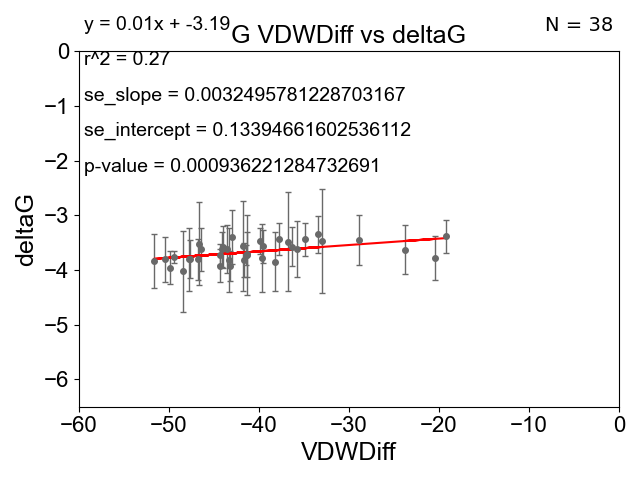 y = 0.01x + -3.19
N = 38
G VDWDiff vs deltaG
r^2 = 0.27
se_slope = 0.0032495781228703167
se_intercept = 0.13394661602536112
p-value = 0.000936221284732691
deltaG
0
−1
−2
−3
−4
−5
−6
−60 −50 −40 −30 −20 −10 0
VDWDiff